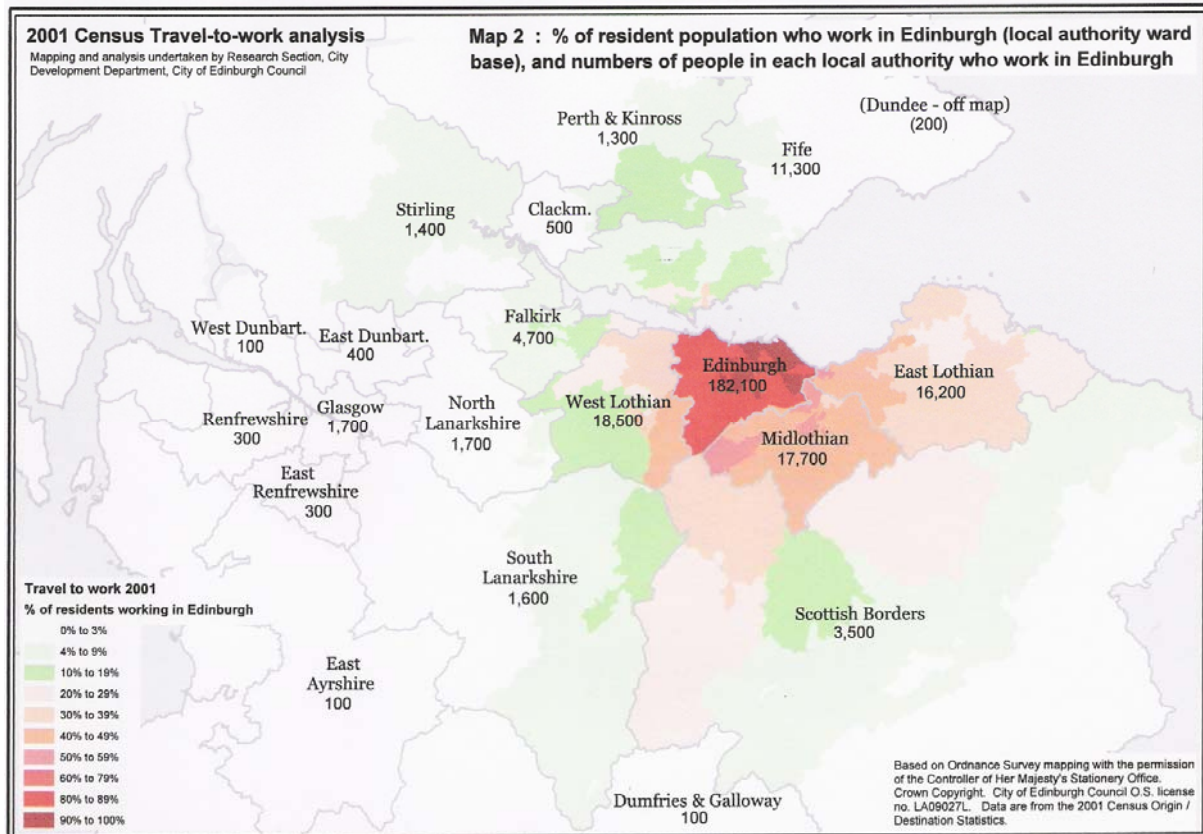 2001 Census Travel-to-work analysis
Mapping and analysis undertaken by Research Section, City
Development Department, City of Edinburgh Council
Map 2 : % of resident population who work in Edinburgh (local authority ward
base), and numbers of people in each local authority who work in Edinburgh
(Dundee - off map)
(200)
Perth & Kinross
1,300
Fife
11,300
Stirling
1,400
Clackm.
500
Falkirk
4,700
West Dunbart.
100
East Dunbart.
400
Edinburgh
182,100
East Lothian
16,200
West Lothian
18,500
Renfrewshire
300
Glasgow
1,700
North
Lanarkshire
1,700
Midlothian
17,700
East
Renfrewshire
300
South
Lanarkshire
1,600
Scottish Borders
3,500
East
Ayrshire
100
Dumfries & Galloway
100
Travel to work 2001
% of residents working in Edinburgh
0% to 3%
4% to 9%
10% to 19%
20% to 29%
30% to 39%
40% to 49%
50% to 59%
60% to 79%
80% to 89%
90% to 100%
Based on Ordnance Survey mapping with the permission
of the Controller of Her Majesty's Stationery Office.
Crown Copyright. City of Edinburgh Council O.S. license
no. LA09027L. Data are from the 2001 Census Origin /
Destination Statistics.